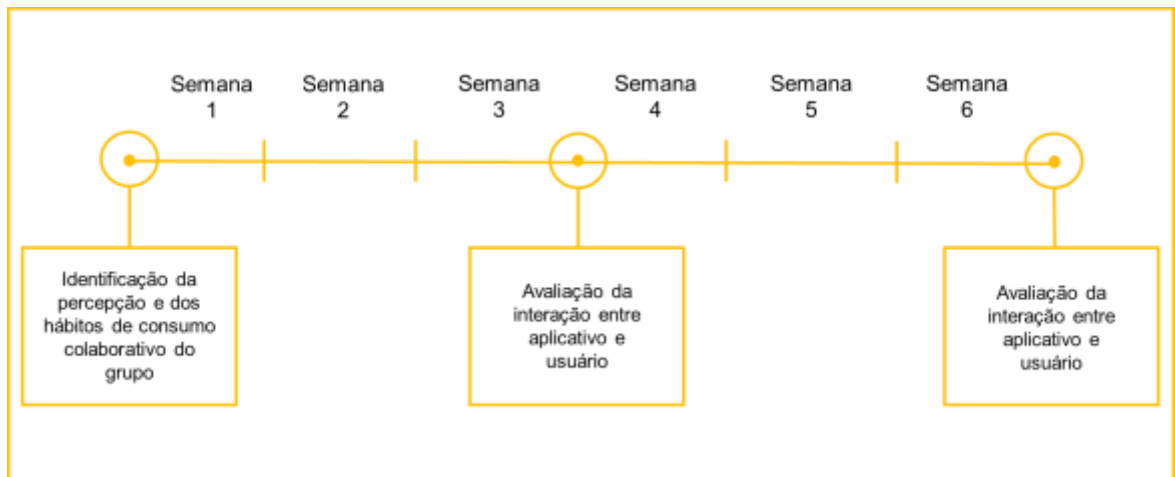 Semana
1
Semana
2
Semana
3
Semana
4
Semana
5
Semana
6
Identificação da
percepção e dos
hábitos de consumo
colaborativo do
grupo
Avaliação da
interação entre
aplicativo e
usuário
Avaliação da
interação entre
aplicativo e
usuário